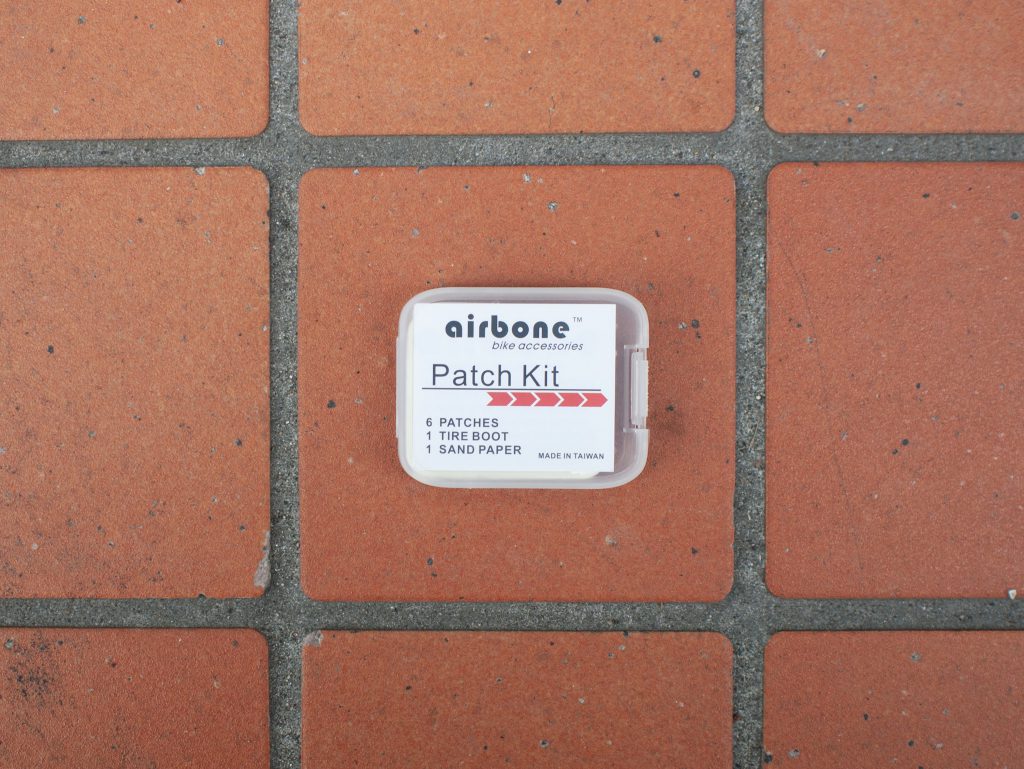 airbone™
bike accessories
Patch Kit
6 PATCHES
1 TIRE BOOT
1 SAND PAPER
MADE IN TAIWAN